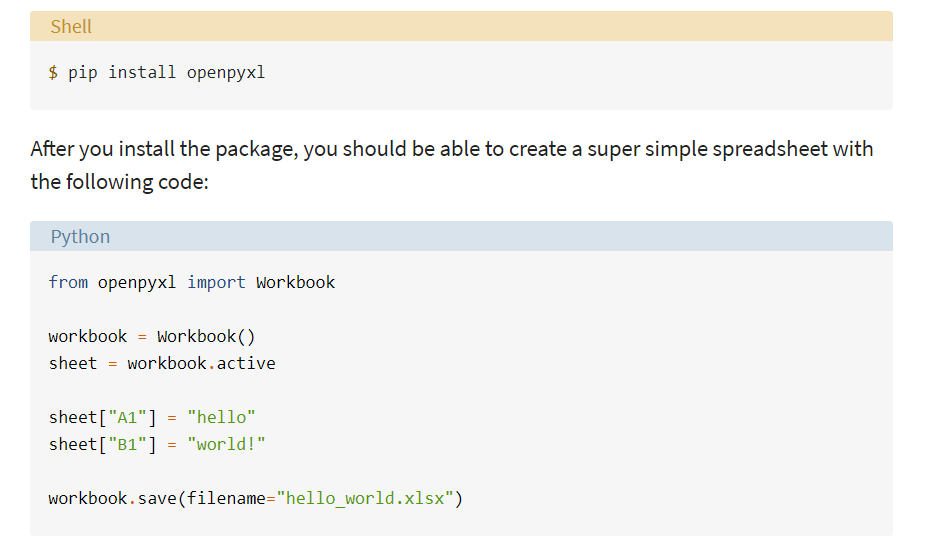 Shell
$ pip install openpyxl
After you install the package, you should be able to create a super simple spreadsheet with
the following code:
Python
from openpyxl import Workbook
workbook = Workbook()
sheet = workbook.active
sheet["A1"] = "hello"
sheet["B1"] = "world!"
workbook.save(filename="hello_world.xlsx")